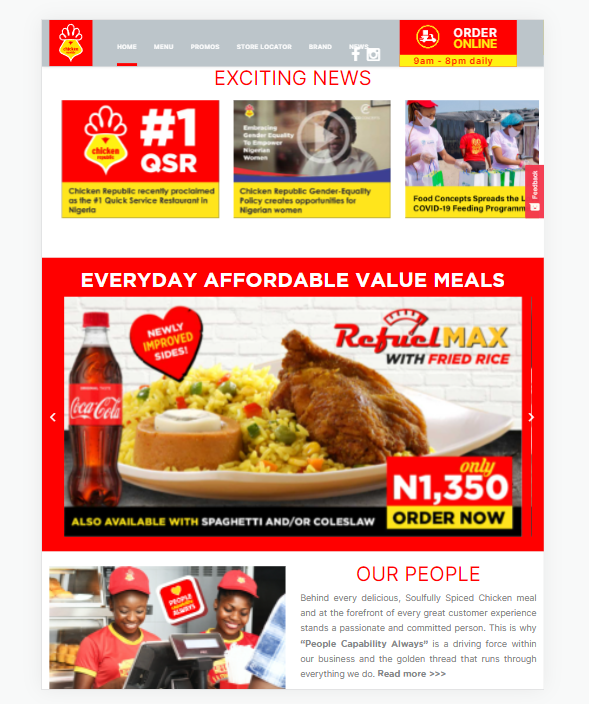 chicken
republic
HOME
MENU
PROMOS
STORE LOCATOR
BRAND
NEWS
ORDER
ONLINE
9am - 8pm daily
EXCITING NEWS
chicken
republic
#1
QSR
Chicken Republic recently proclaimed
as the #1 Quick Service Restaurant in
Nigeria
Embracing
Gender Equality
To Empower
Nigerian
Women
Chicken Republic Gender-Equality
Policy creates opportunities for
Nigerian women
Food Concepts Spreads the L
COVID-19 Feeding Programm
Feedback
EVERYDAY AFFORDABLE VALUE MEALS
NEWLY
IMPROVED
SIDES!
RefuelMAX
WITH FRIED RICE
ORIGINAL TASTE
Coca-Cola
only
N1,350
ORDER NOW
ALSO AVAILABLE WITH SPAGHETTI AND/OR COLESLAW
PEOPLE
ALWAYS
OUR PEOPLE
Behind every delicious, Soulfully Spiced Chicken meal
and at the forefront of every great customer experience
stands a passionate and committed person. This is why
“People Capability Always” is a driving force within
our business and the golden thread that runs through
everything we do. Read more >>>